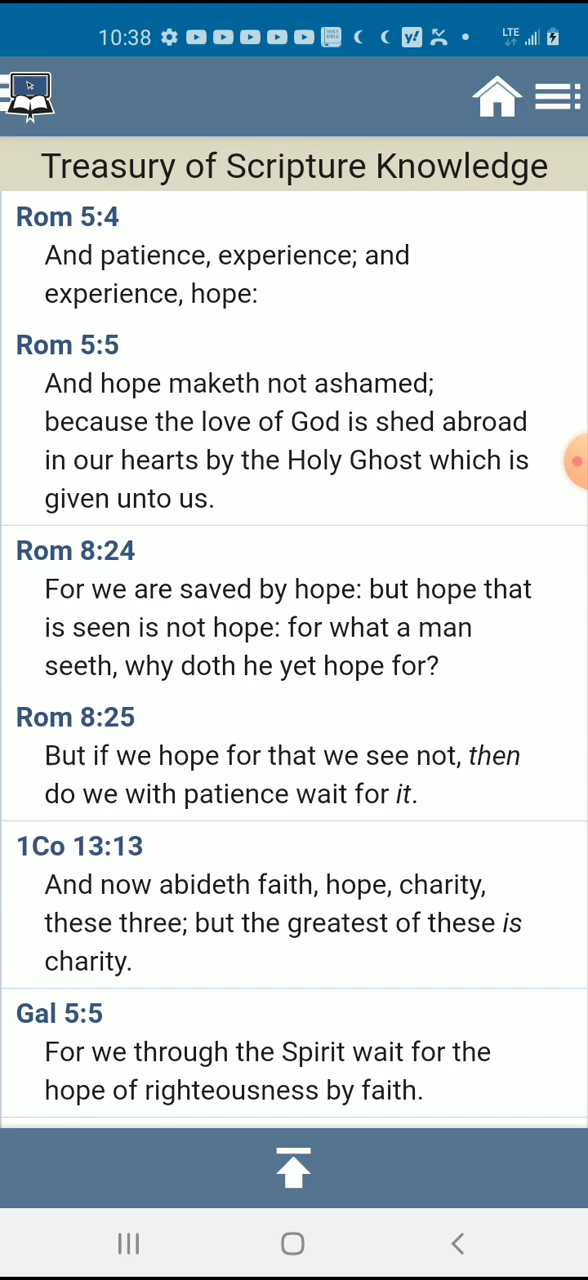 10:38
y!
LTE
Treasury of Scripture Knowledge
Rom 5:4
And patience, experience; and
experience, hope:
Rom 5:5
And hope maketh not ashamed;
because the love of God is shed abroad
in our hearts by the Holy Ghost which is
given unto us.
Rom 8:24
For we are saved by hope: but hope that
is seen is not hope: for what a man
seeth, why doth he yet hope for?
Rom 8:25
But if we hope for that we see not, then
do we with patience wait for it.
1Co 13:13
And now abideth faith, hope, charity,
these three; but the greatest of these is
charity.
Gal 5:5
For we through the Spirit wait for the
hope of righteousness by faith.